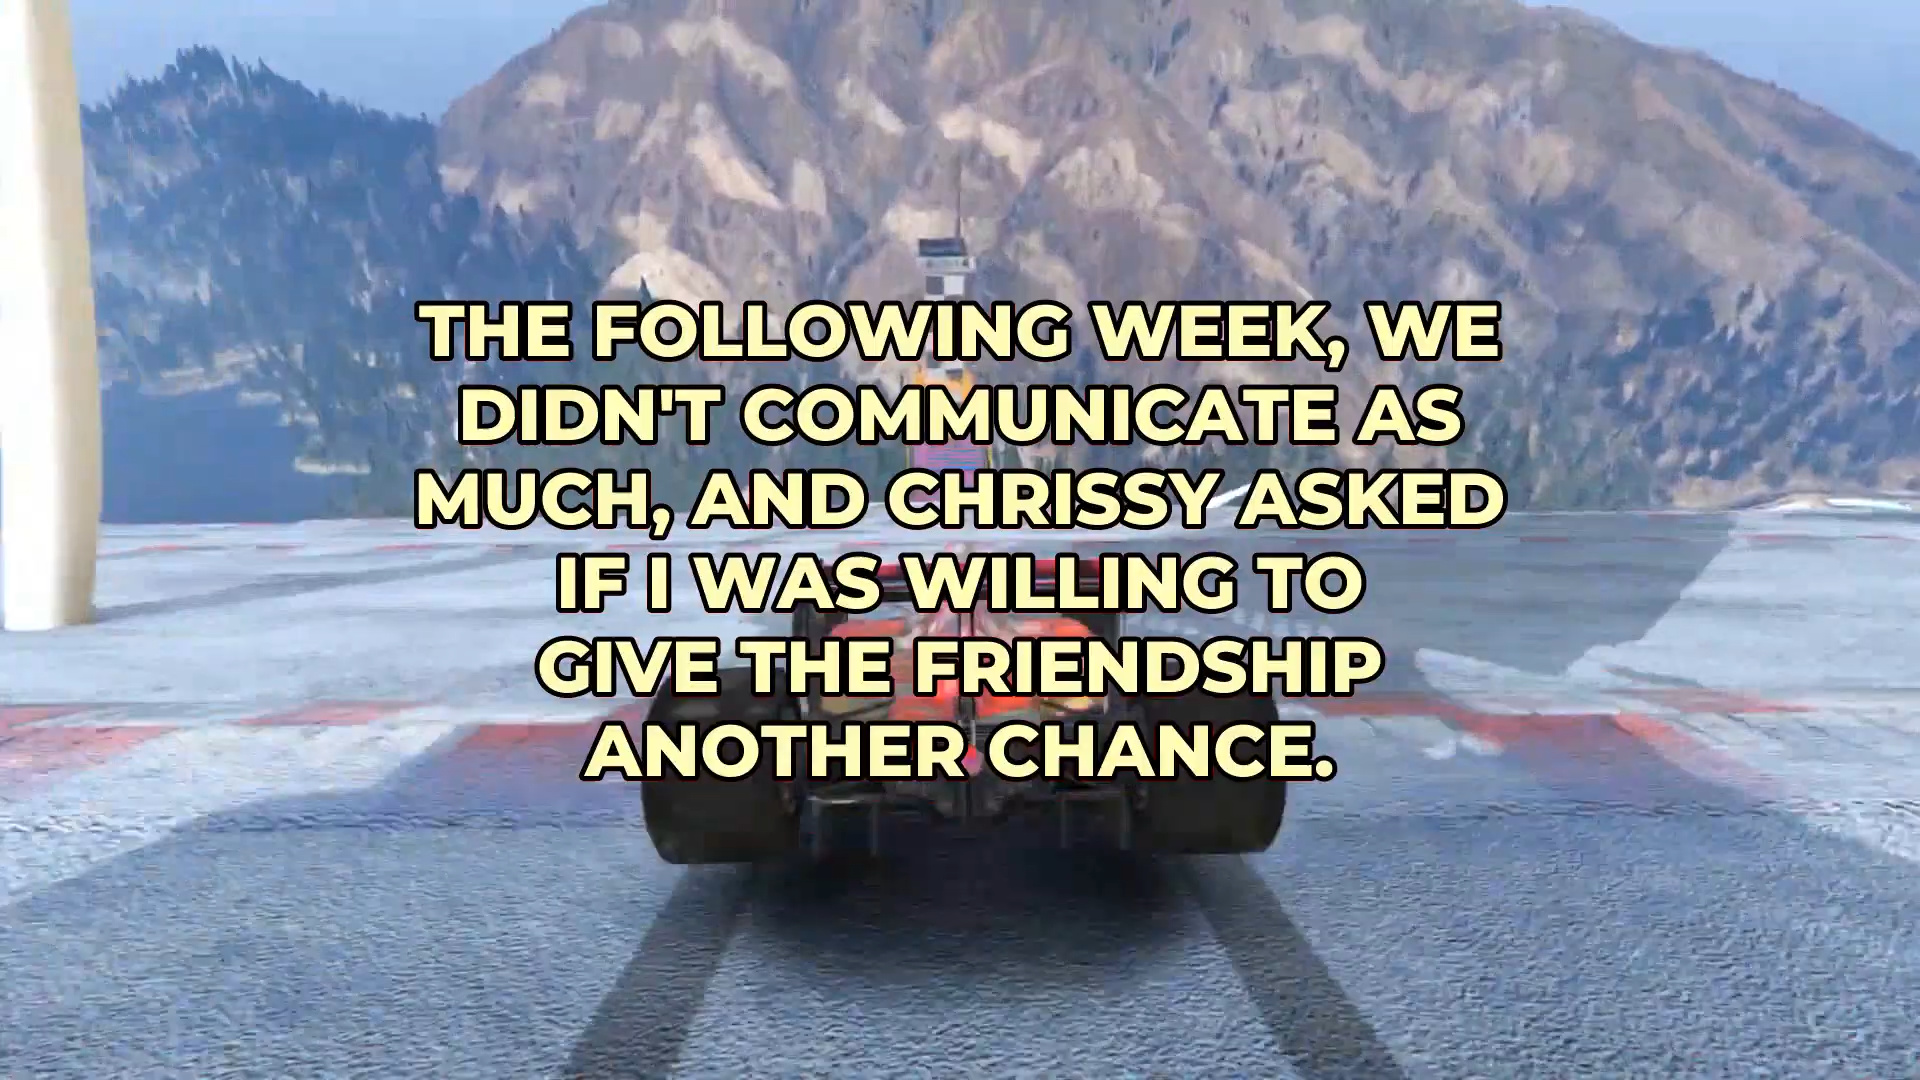 THE FOLLOWING WEEK, WE
DIDN'T COMMUNICATE AS
MUCH, AND CHRISSY ASKED
IF I WAS WILLING TO
GIVE THE FRIENDSHIP
ANOTHER CHANCE.